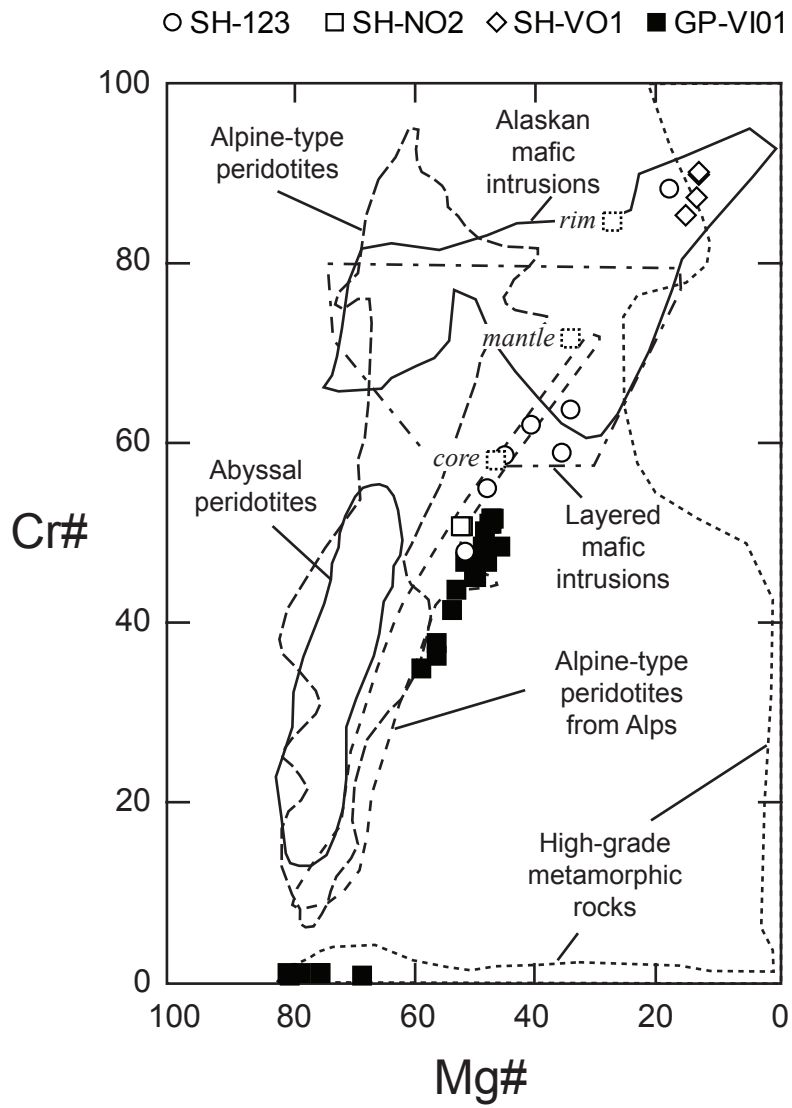 SH-123 SH-NO2 SH-VO1 GP-VI01
100
80
60
40
20
0
Cr#
Alpine-type
peridotites
Alaskan
mafic
intrusions
rim
mantle
core
Abyssal
peridotites
Layered
mafic
intrusions
Alpine-type
peridotites
from Alps
High-grade
metamorphic
rocks
100 80 60 40 20 0
Mg#